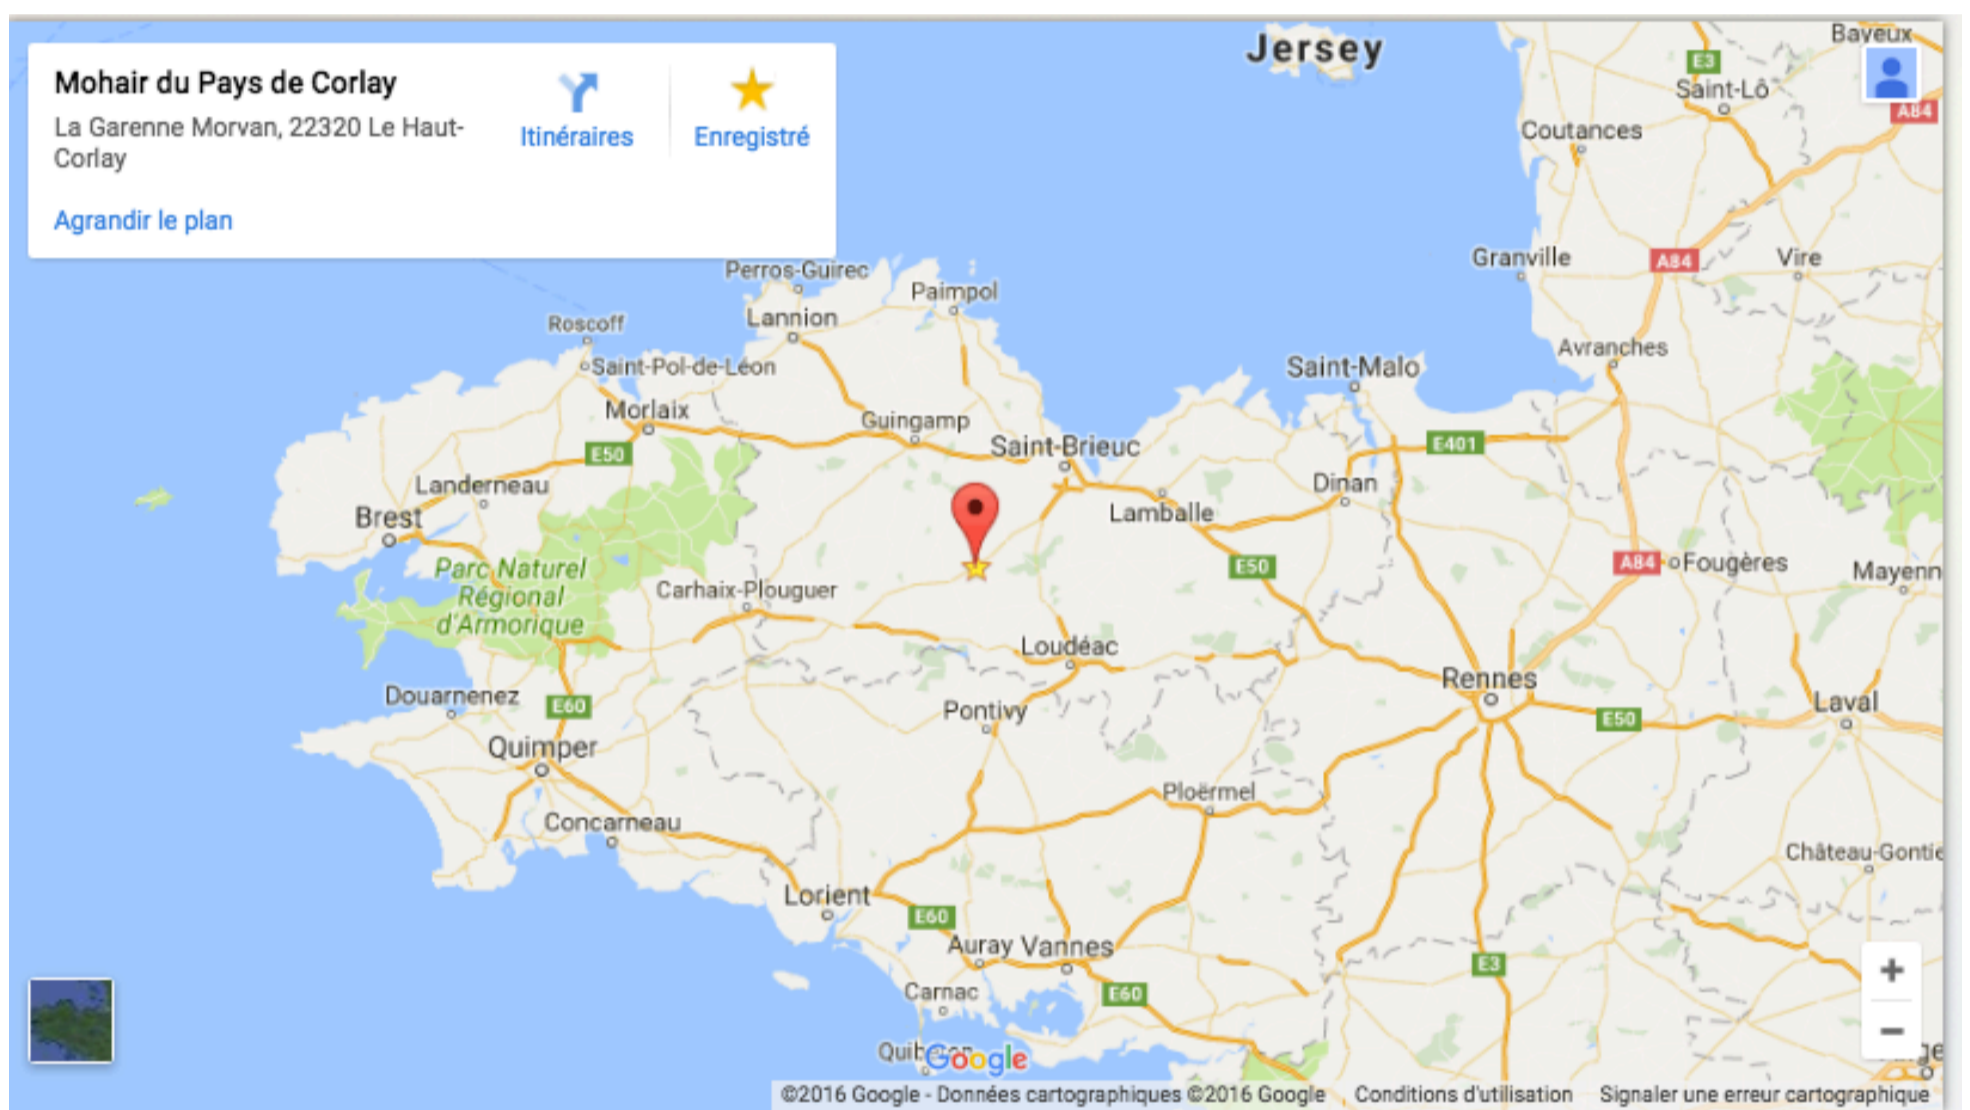 Mohair du Pays de Corlay
La Garenne Morvan, 22320 Le Haut-
Corlay
Itinéraires
Enregistré
Agrandir le plan
Jersey
Bayeux
E3
Saint-Lô
A84
Coutances
Granville
A84
Vire
Perros-Guirec
Paimpol
Lannion
Roscoff
Saint-Pol-de-Léon
Avranches
Saint-Malo
Morlaix
Guingamp
Saint-Brieuc
E401
E50
Landerneau
Dinan
Brest
Lamballe
Parc Naturel
Régional
d'Armorique
E50
A84
Fougères
Mayenn
Carhaix-Plouguer
Loudéac
Rennes
Douarnenez
E60
Pontivy
E50
Laval
Quimper
Ploërmel
Concarneau
Château-Gontie
Lorient
E60
Auray
Vannes
E3
Carnac
E60
+
−
Google
©2016 Google - Données cartographiques ©2016 Google
Conditions d'utilisation
Signaler une erreur cartographique